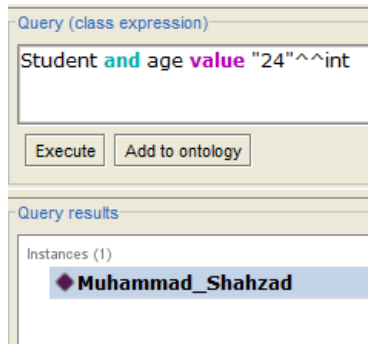 Query (class expression)
Student and age value "24"^^int
Execute Add to ontology
Query results
Instances (1)
Muhammad_Shahzad